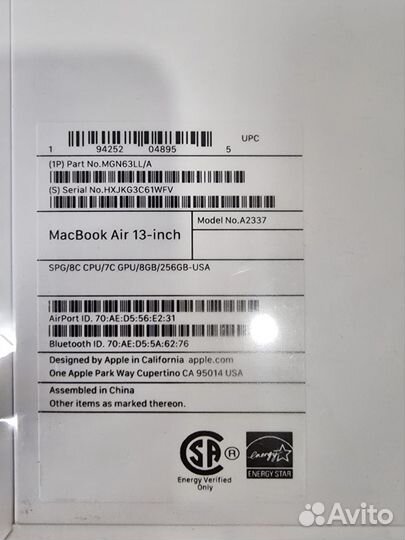 UPC
1 94252 04895 5
(1P) Part No.MGN63LL/A
(S) Serial No.HXJKG3C61WFV
Model No.A2337
MacBook Air 13-inch
SPG/8C CPU/7C GPU/8GB/256GB-USA
AirPort ID. 70:AE:D5:56:E2:31
Bluetooth ID. 70:AE:D5:5A:62:76
Designed by Apple in California apple.com
One Apple Park Way Cupertino CA 95014 USA
Assembled in China
Other items as marked thereon.
SA ®
Energy Verified
Only
energy
ENERGY STAR
Avito